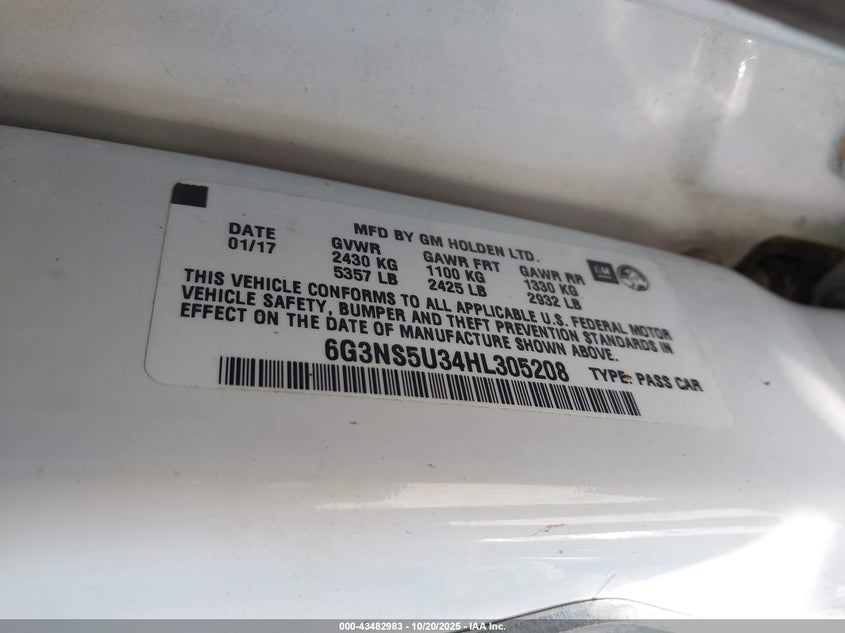 DATE
01/17
MFD BY GM HOLDEN LTD.
GVWR GAWR FRT GAWR RR
2430 KG 1100 KG 1330 KG
5357 LB 2425 LB 2932 LB
GM
THIS VEHICLE CONFORMS TO ALL APPLICABLE U.S. FEDERAL MOTOR
VEHICLE SAFETY, BUMPER AND THEFT PREVENTION STANDARDS IN
EFFECT ON THE DATE OF MANUFACTURE SHOWN ABOVE.
6G3NS5U34HL305208 TYPE: PASS CAR
000-43482983 - 10/20/2025 - IAA Inc.